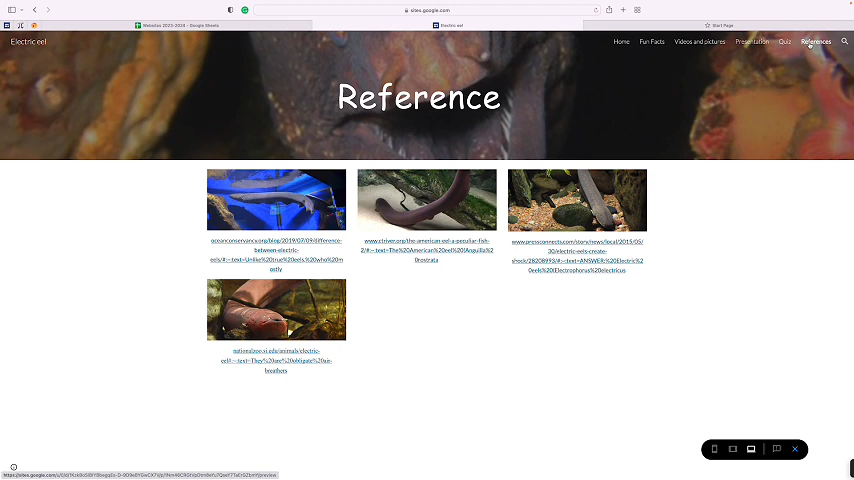 sites.google.com
Websites 2023-2024 - Google Sheets
Electric eel
Start Page
Electric eel
Home
Fun Facts
Videos and pictures
Presentation
Quiz
References
Reference
oceanconservancy.org/blog/2019/07/09/difference-
between-electric-
eels/#:~:text=Unlike%20true%20eels,%20who%20m
ostly
www.ctriver.org/the-american-eel-a-peculiar-fish-
2/#:~:text=The%20American%20eel%20(Anguilla%2
0rostrata
www.pressconnects.com/story/news/local/2015/05/
30/electric-eels-create-
shock/28208993/#:~:text=ANSWER:%20Electric%2
0eels%20(Electrophorus%20electricus
nationalzoo.si.edu/animals/electric-
eel#:~:text=They%20are%20obligate%20air-
breathers